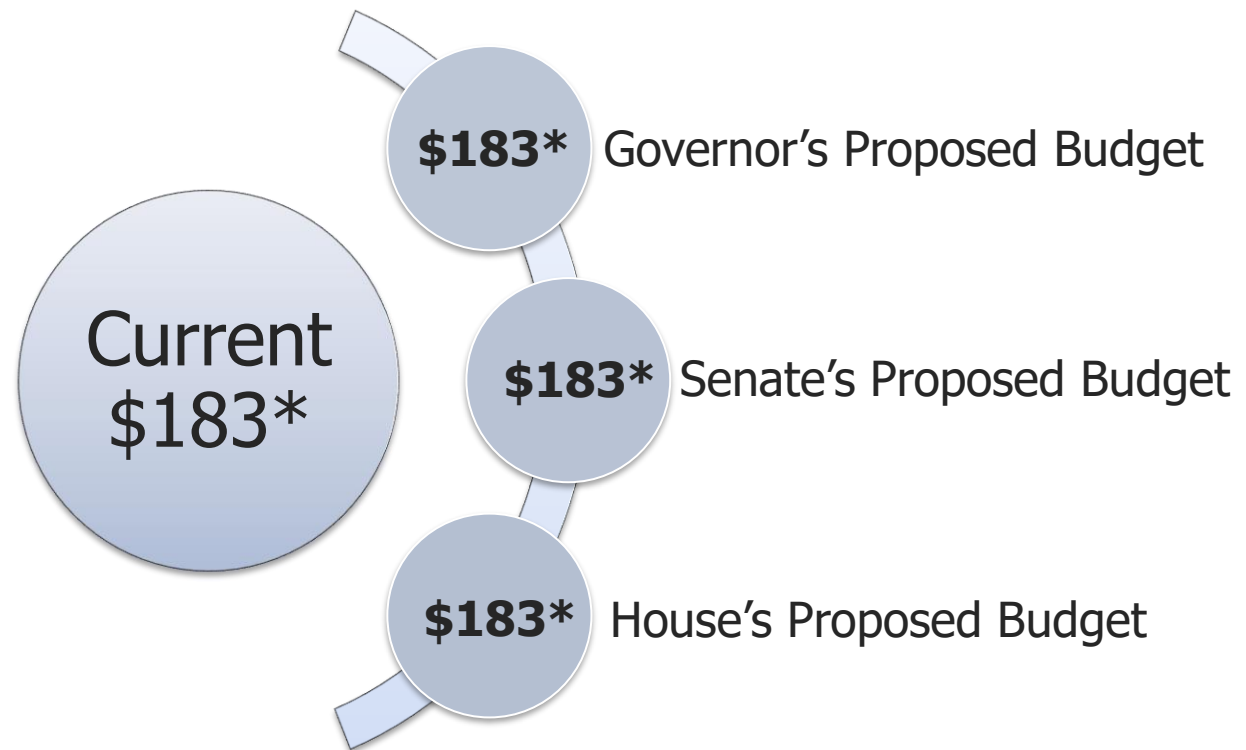 $183* Governor’s Proposed Budget
Current
$183*
$183* Senate’s Proposed Budget
$183* House’s Proposed Budget